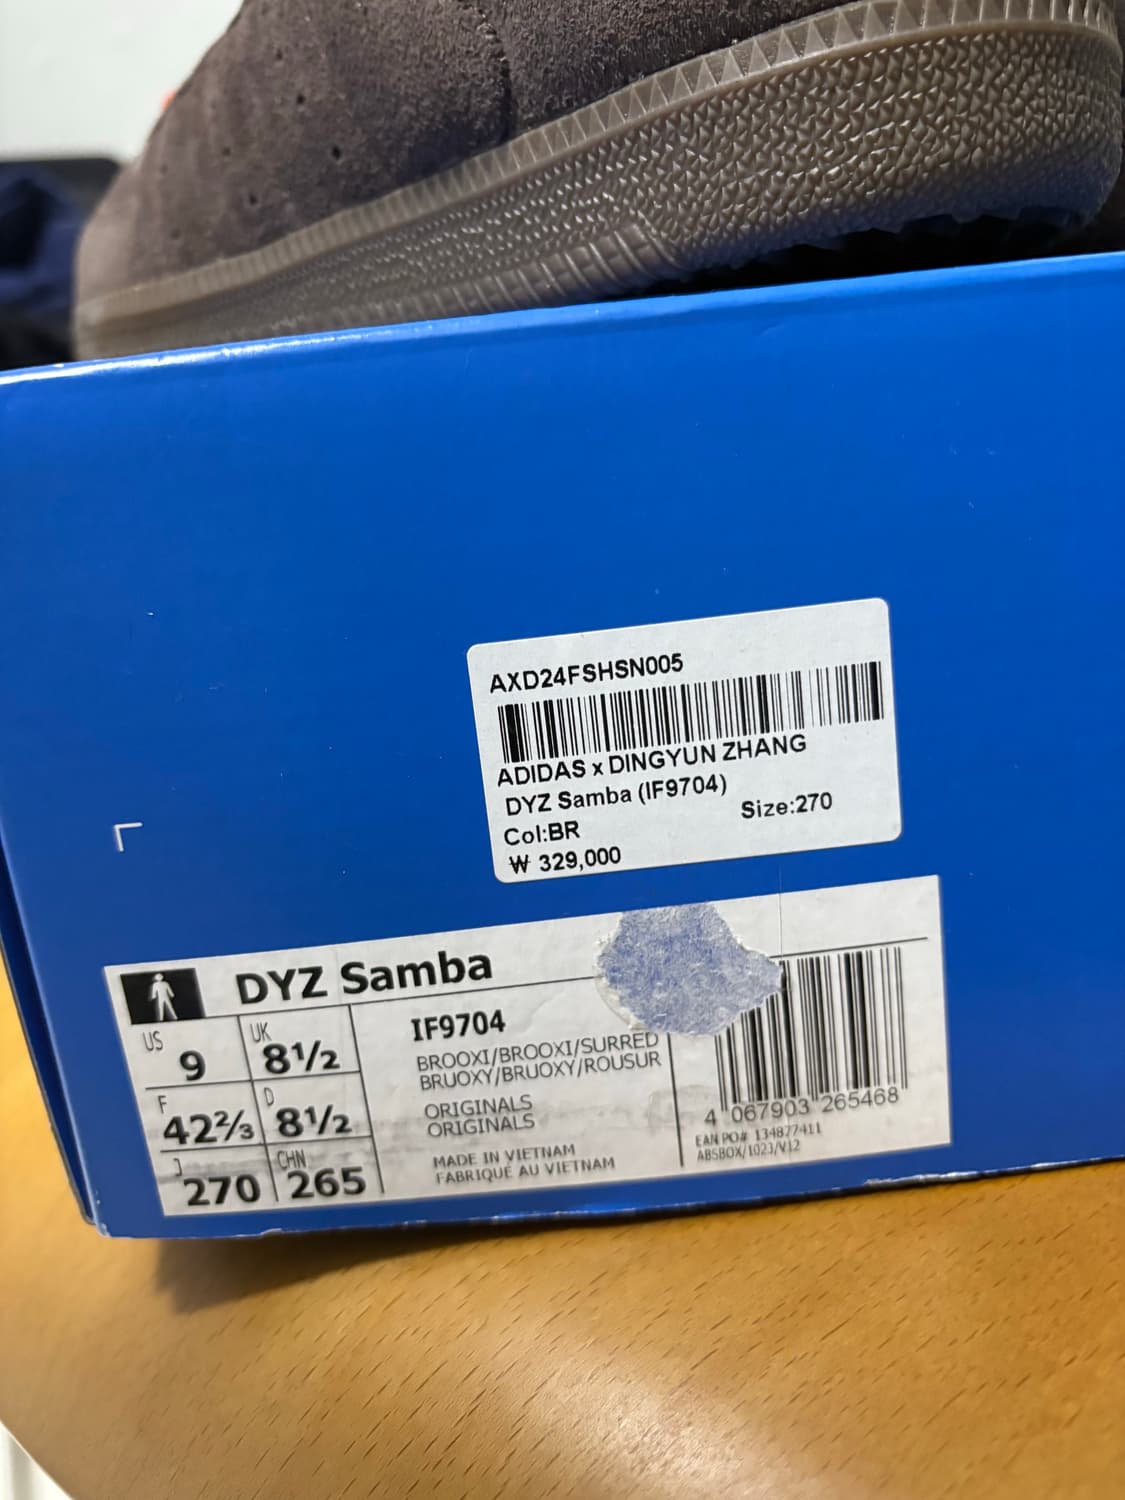 AXD24FSHSN005
ADIDAS x DINGYUN ZHANG
DYZ Samba (IF9704)
Size:270
Col:BR
₩ 329,000
DYZ Samba
US
9
UK
8½
F
42⅔
D
8½
J
270
CHN
265
IF9704
BROOXI/BROOXI/SURRED
BRUOXY/BRUOXY/ROUSUR
ORIGINALS
ORIGINALS
MADE IN VIETNAM
FABRIQUÉ AU VIETNAM
4 067903 265468
EAN PO# 134877411
ABSBOX/1023/V12